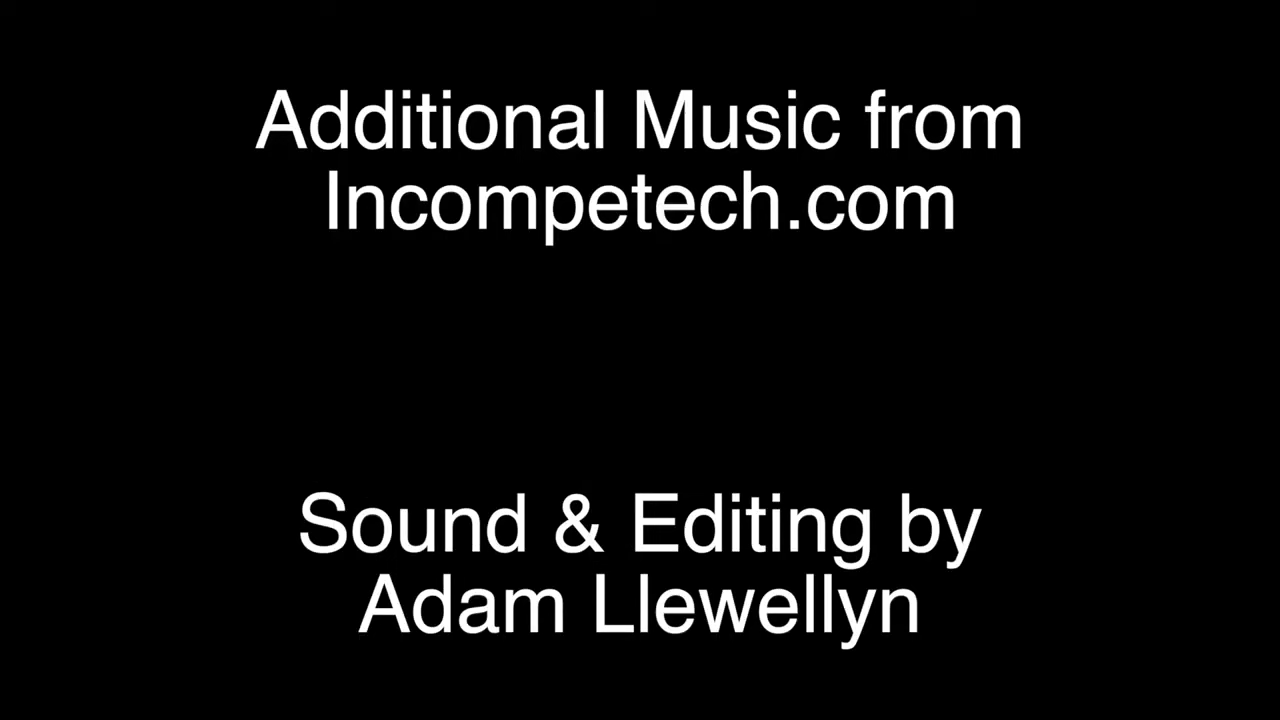 Additional Music from
Incompetech.com
Sound & Editing by
Adam Llewellyn